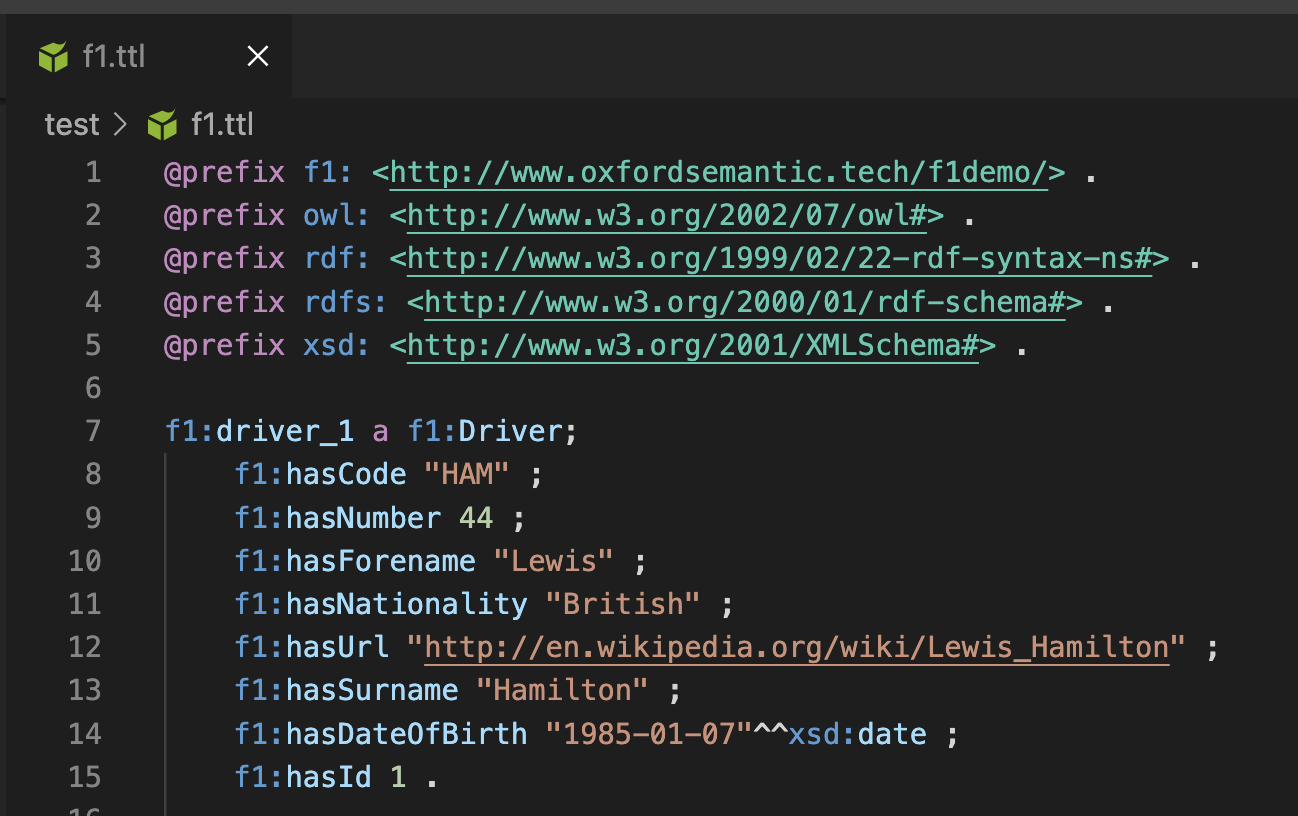 f1.ttl
test > f1.ttl
1 @prefix f1: <http://www.oxfordsemantic.tech/f1demo/> .
2 @prefix owl: <http://www.w3.org/2002/07/owl#> .
3 @prefix rdf: <http://www.w3.org/1999/02/22-rdf-syntax-ns#> .
4 @prefix rdfs: <http://www.w3.org/2000/01/rdf-schema#> .
5 @prefix xsd: <http://www.w3.org/2001/XMLSchema#> .
6
7 f1:driver_1 a f1:Driver;
8 f1:hasCode "HAM" ;
9 f1:hasNumber 44 ;
10 f1:hasForename "Lewis" ;
11 f1:hasNationality "British" ;
12 f1:hasUrl "http://en.wikipedia.org/wiki/Lewis_Hamilton" ;
13 f1:hasSurname "Hamilton" ;
14 f1:hasDateOfBirth "1985-01-07"^^xsd:date ;
15 f1:hasId 1 .
16